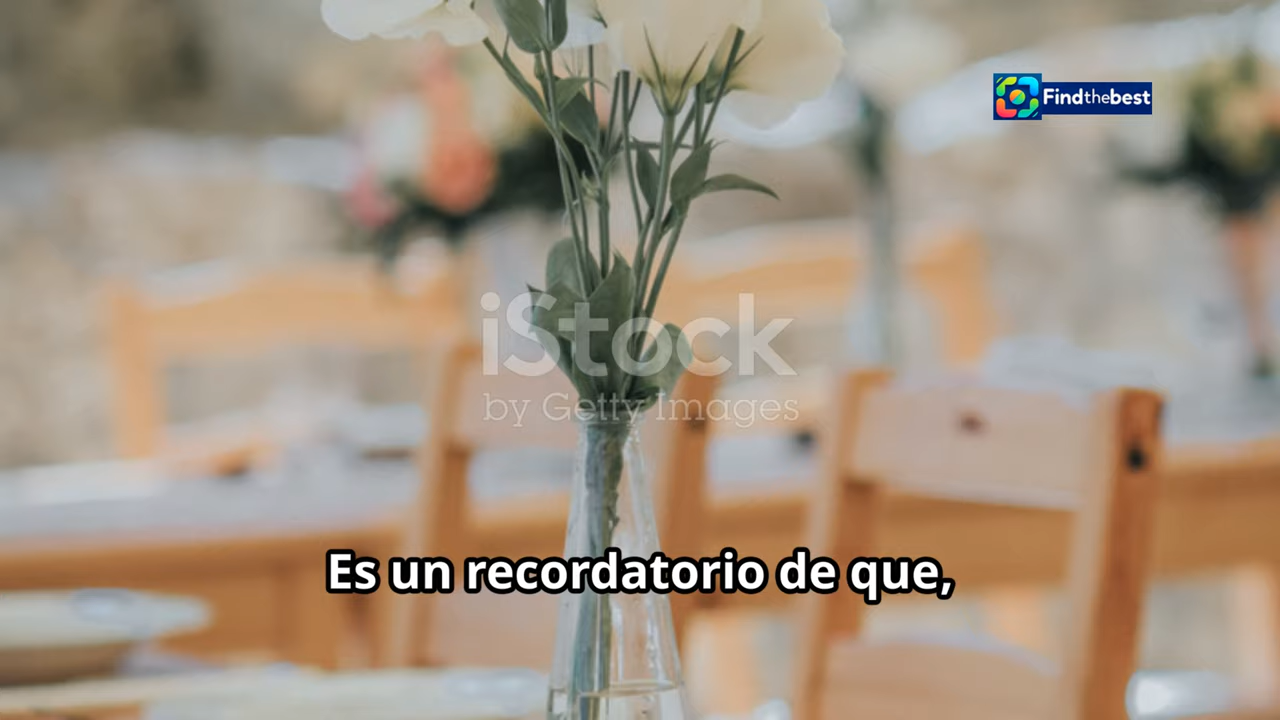 Findthebest
iStock
by Getty Images
Es un recordatorio de que,